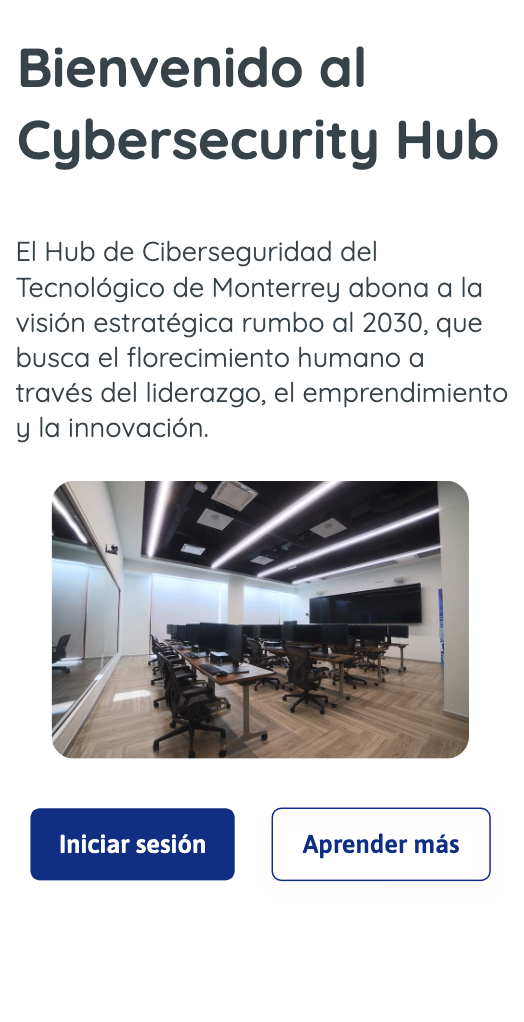 Bienvenido al
Cybersecurity Hub
El Hub de Ciberseguridad del
Tecnológico de Monterrey abona a la
visión estratégica rumbo al 2030, que
busca el florecimiento humano a
través del liderazgo, el emprendimiento
y la innovación.
Iniciar sesión
Aprender más